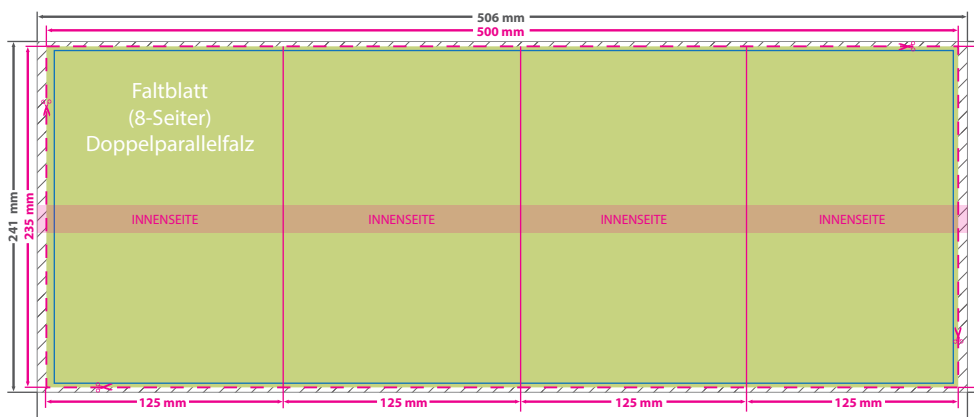 506 mm
500 mm
Faltblatt
(8-Seiter)
Doppelparallelfalz
241 mm
235 mm
INNENSEITE INNENSEITE INNENSEITE INNENSEITE
125 mm 125 mm 125 mm 125 mm